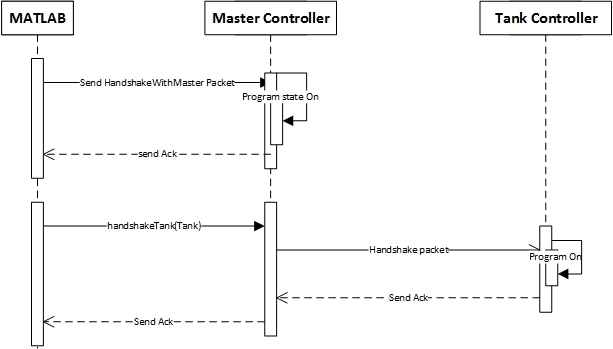 MATLAB
Master Controller
Tank Controller
Send HandshakeWithMaster Packet
Program state On
send Ack
handshakeTank(Tank)
Handshake packet
Program On
Send Ack
Send Ack